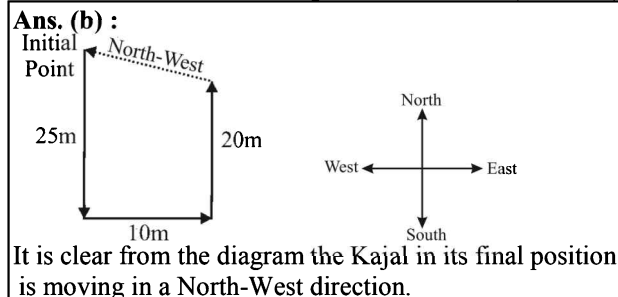 Ans. (b) :
Initial
Point
North-West
25m
20m
10m
North
West
East
South
It is clear from the diagram the Kajal in its final position
is moving in a North-West direction.